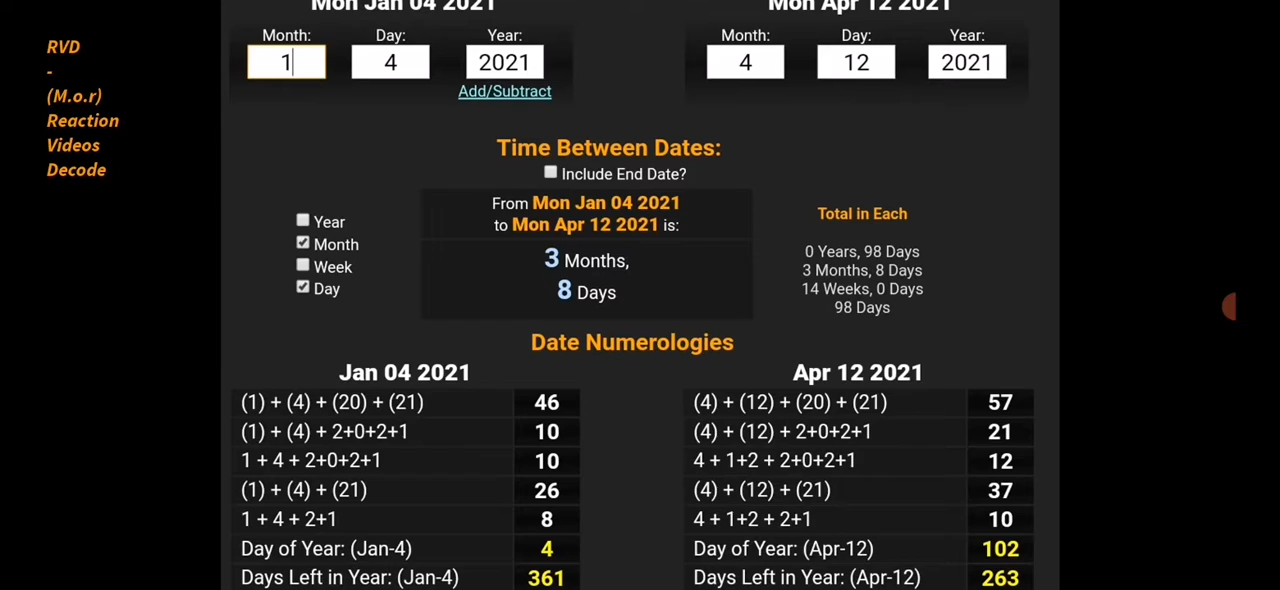 Mon Jan 04 2021
Mon Apr 12 2021
RVD
-
(M.o.r)
Reaction
Videos
Decode
Month:
Day:
Year:
1
4
2021
Add/Subtract
Month:
Day:
Year:
4
12
2021
Time Between Dates:
Include End Date?
Year
Month
Week
Day
From Mon Jan 04 2021
to Mon Apr 12 2021 is:
3 Months,
8 Days
Total in Each
0 Years, 98 Days
3 Months, 8 Days
14 Weeks, 0 Days
98 Days
Date Numerologies
Jan 04 2021
(1) + (4) + (20) + (21) 46
(1) + (4) + 2+0+2+1 10
1 + 4 + 2+0+2+1 10
(1) + (4) + (21) 26
1 + 4 + 2+1 8
Day of Year: (Jan-4) 4
Days Left in Year: (Jan-4) 361
Apr 12 2021
(4) + (12) + (20) + (21) 57
(4) + (12) + 2+0+2+1 21
4 + 1+2 + 2+0+2+1 12
(4) + (12) + (21) 37
4 + 1+2 + 2+1 10
Day of Year: (Apr-12) 102
Days Left in Year: (Apr-12) 263